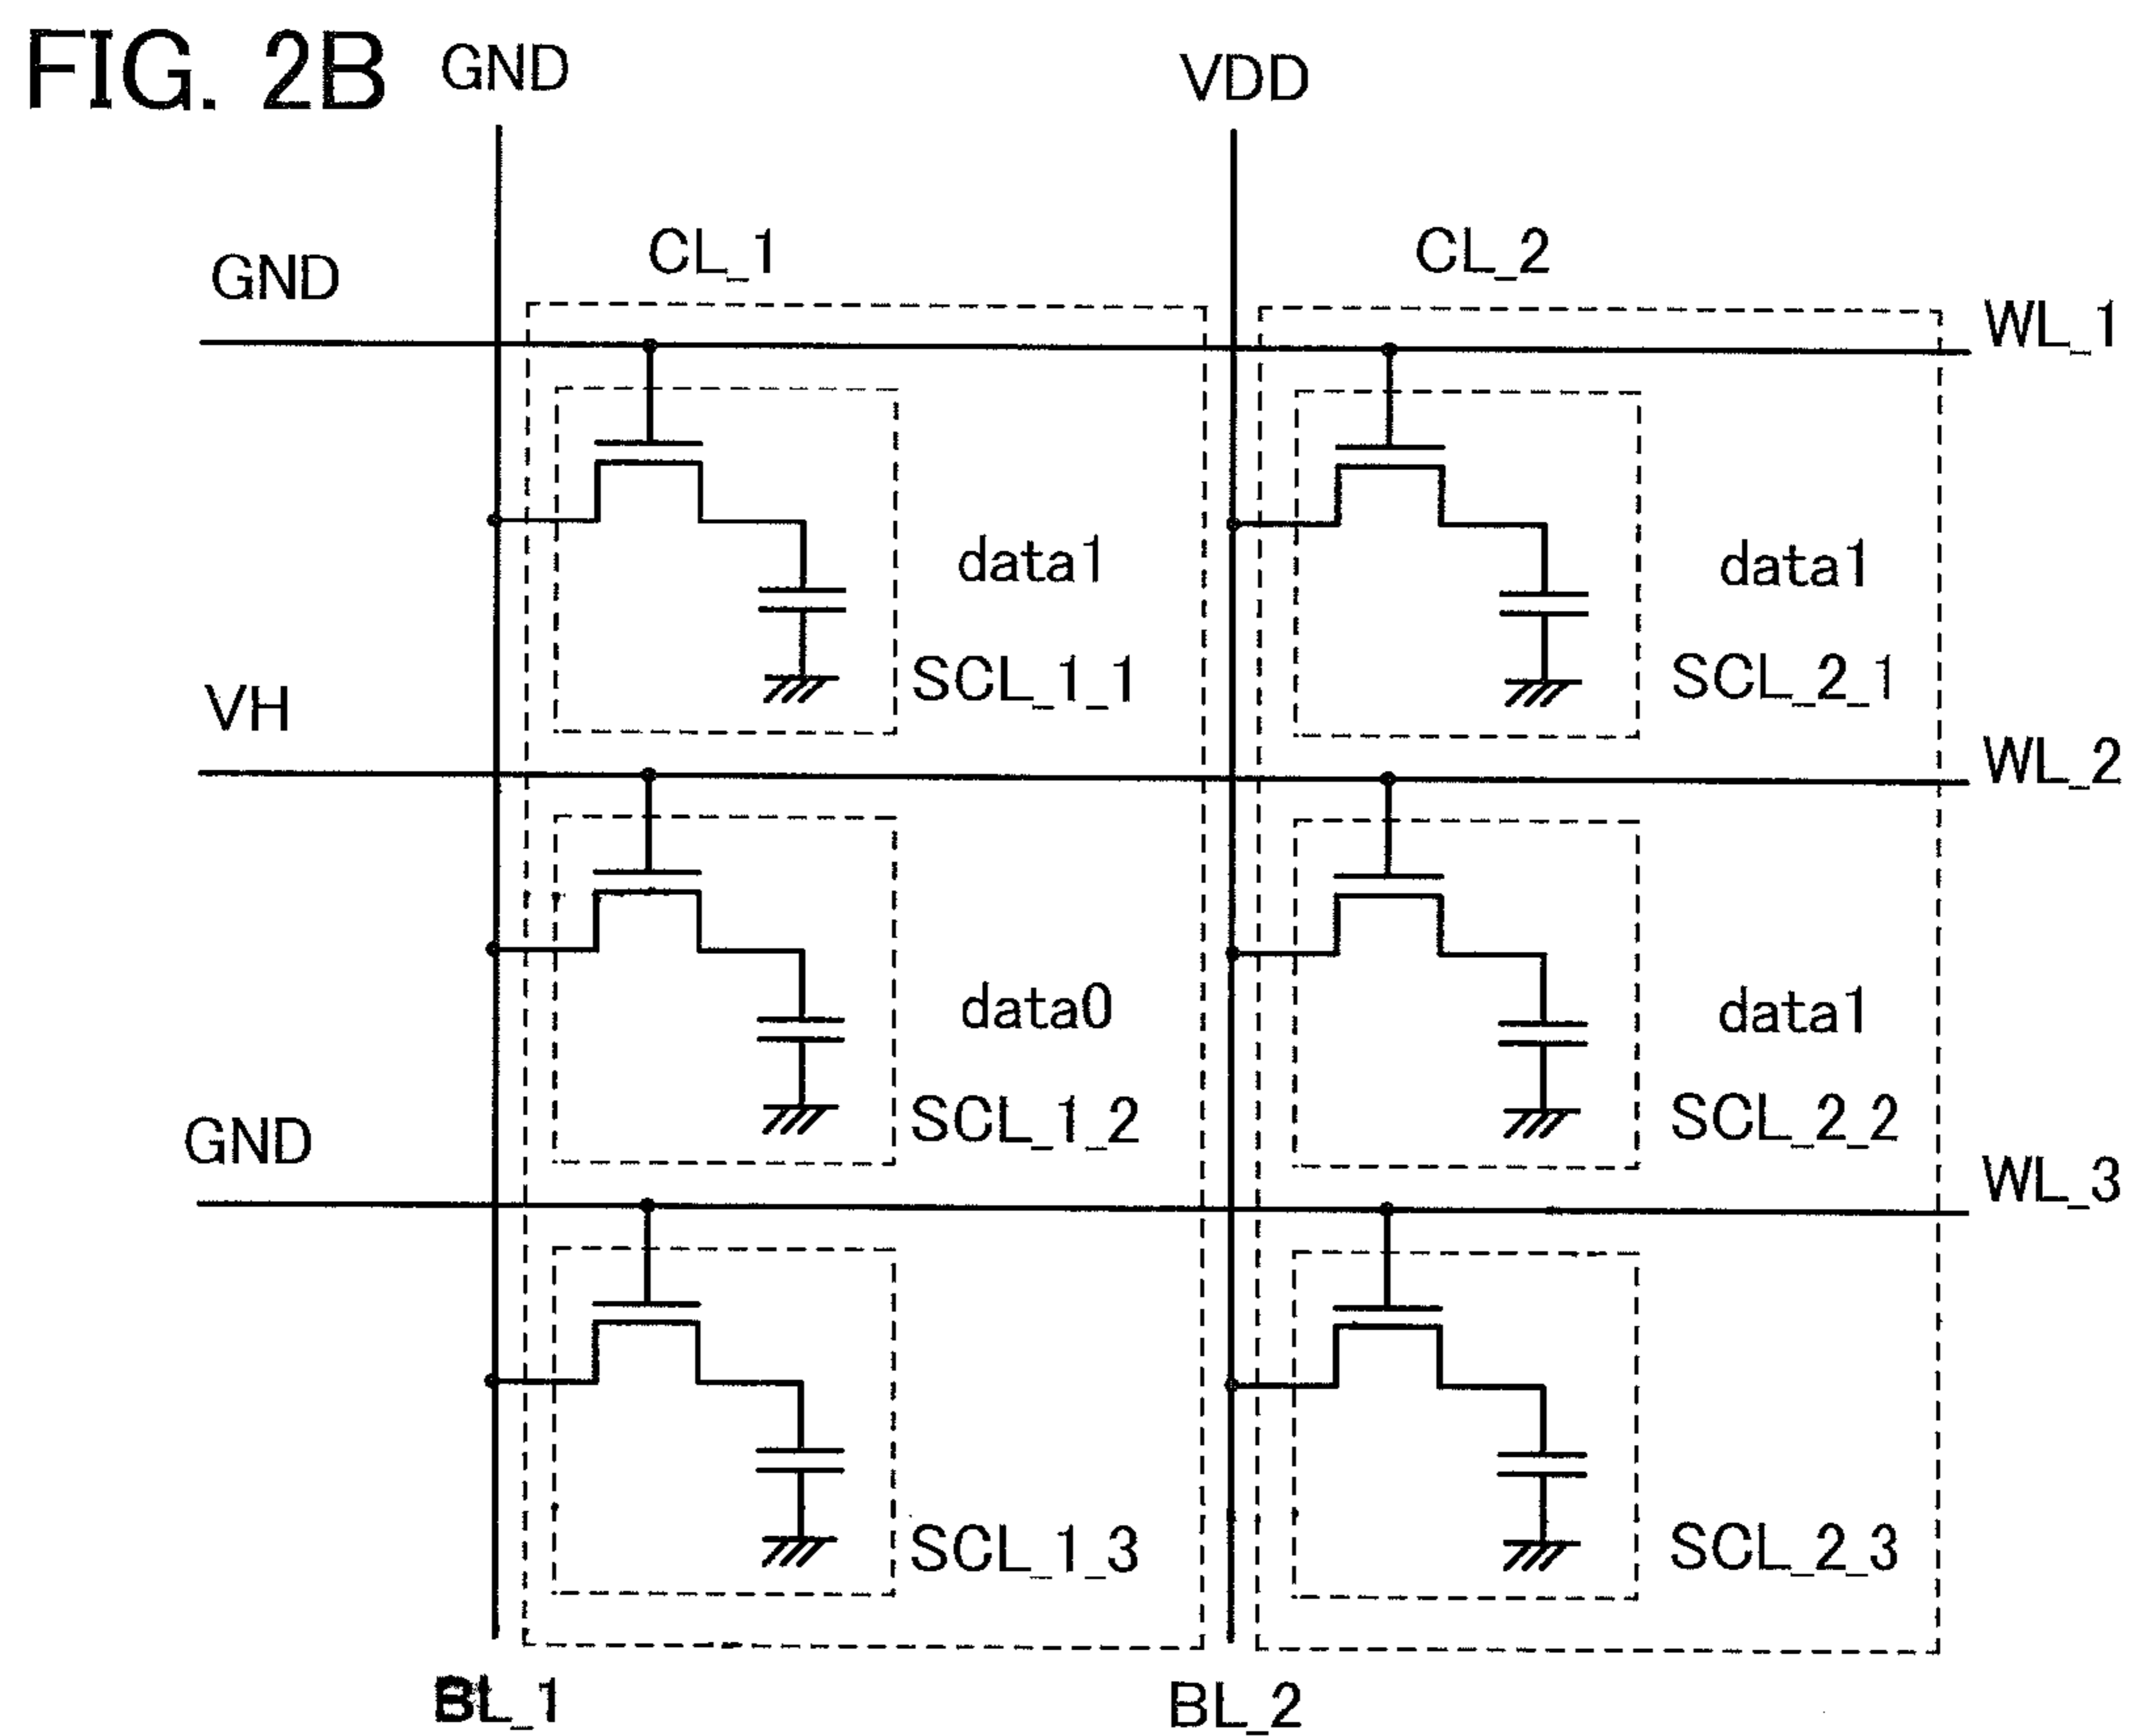 FIG. 2B
GND
VDD
GND
CL_1
CL_2
WL_1
data1
data1
SCL_1_1
SCL_2_1
VH
WL_2
data0
data1
SCL_1_2
SCL_2_2
GND
WL_3
SCL_1_3
SCL_2_3
BL_1
BL_2